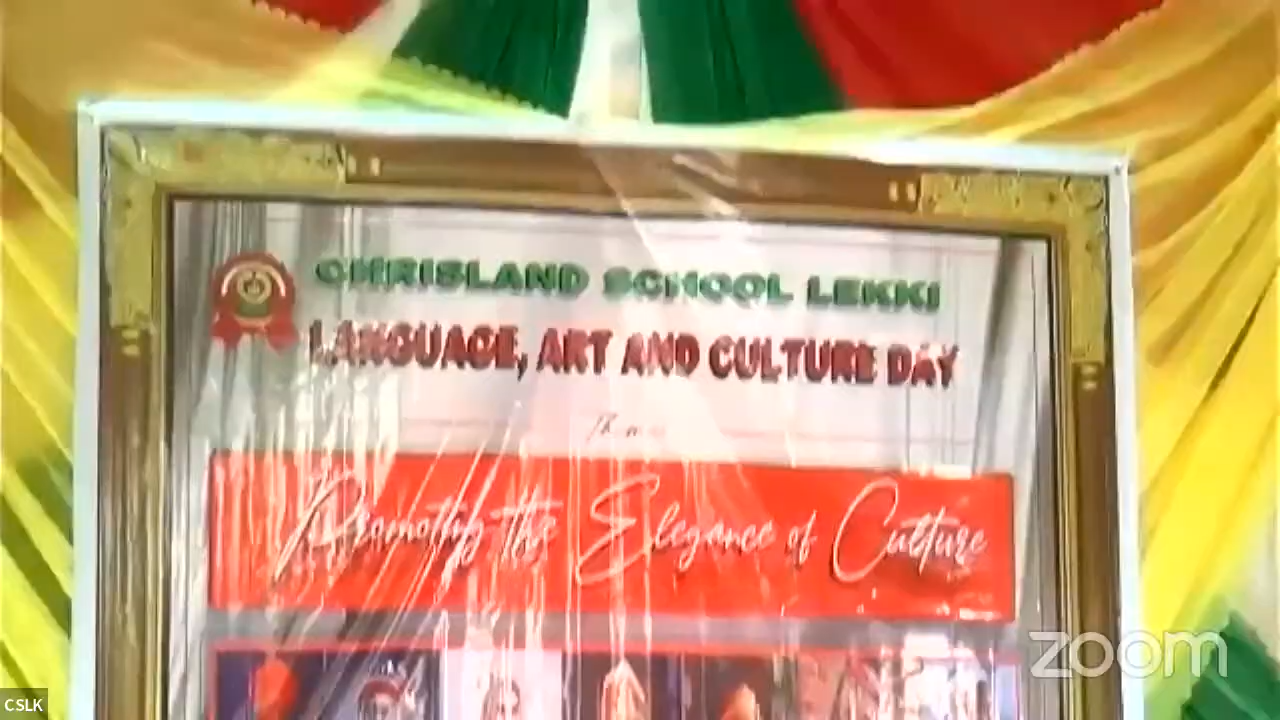 CHRISLAND SCHOOL LEKKI
LANGUAGE, ART AND CULTURE DAY
Promoting the Elegance of Culture
zoom
CSLK